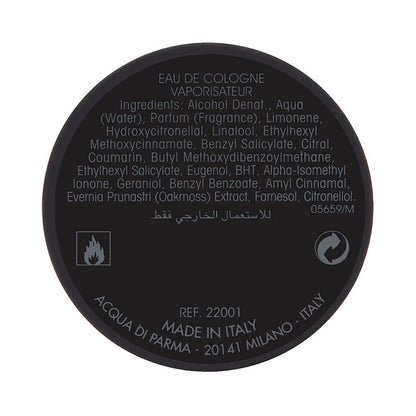 EAU DE COLOGNE
VAPORISATEUR
Ingredients: Alcohol Denat., Aqua
(Water), Parfum (Fragrance), Limonene,
Hydroxycitronellal, Linalool, Ethylhexyl
Methoxycinnamate, Benzyl Salicylate, Citral,
Coumarin, Butyl Methoxydibenzoylmethane,
Ethylhexyl Salicylate, Eugenol, BHT, Alpha-Isomethyl
Ionone, Geraniol, Benzyl Benzoate, Amyl Cinnamal,
Evernia Prunastri (Oakmoss) Extract, Farnesol, Citronellol.
05659/M
للاستعمال الخارجي فقط.
REF. 22001
MADE IN ITALY
ACQUA DI PARMA - 20141 MILANO - ITALY